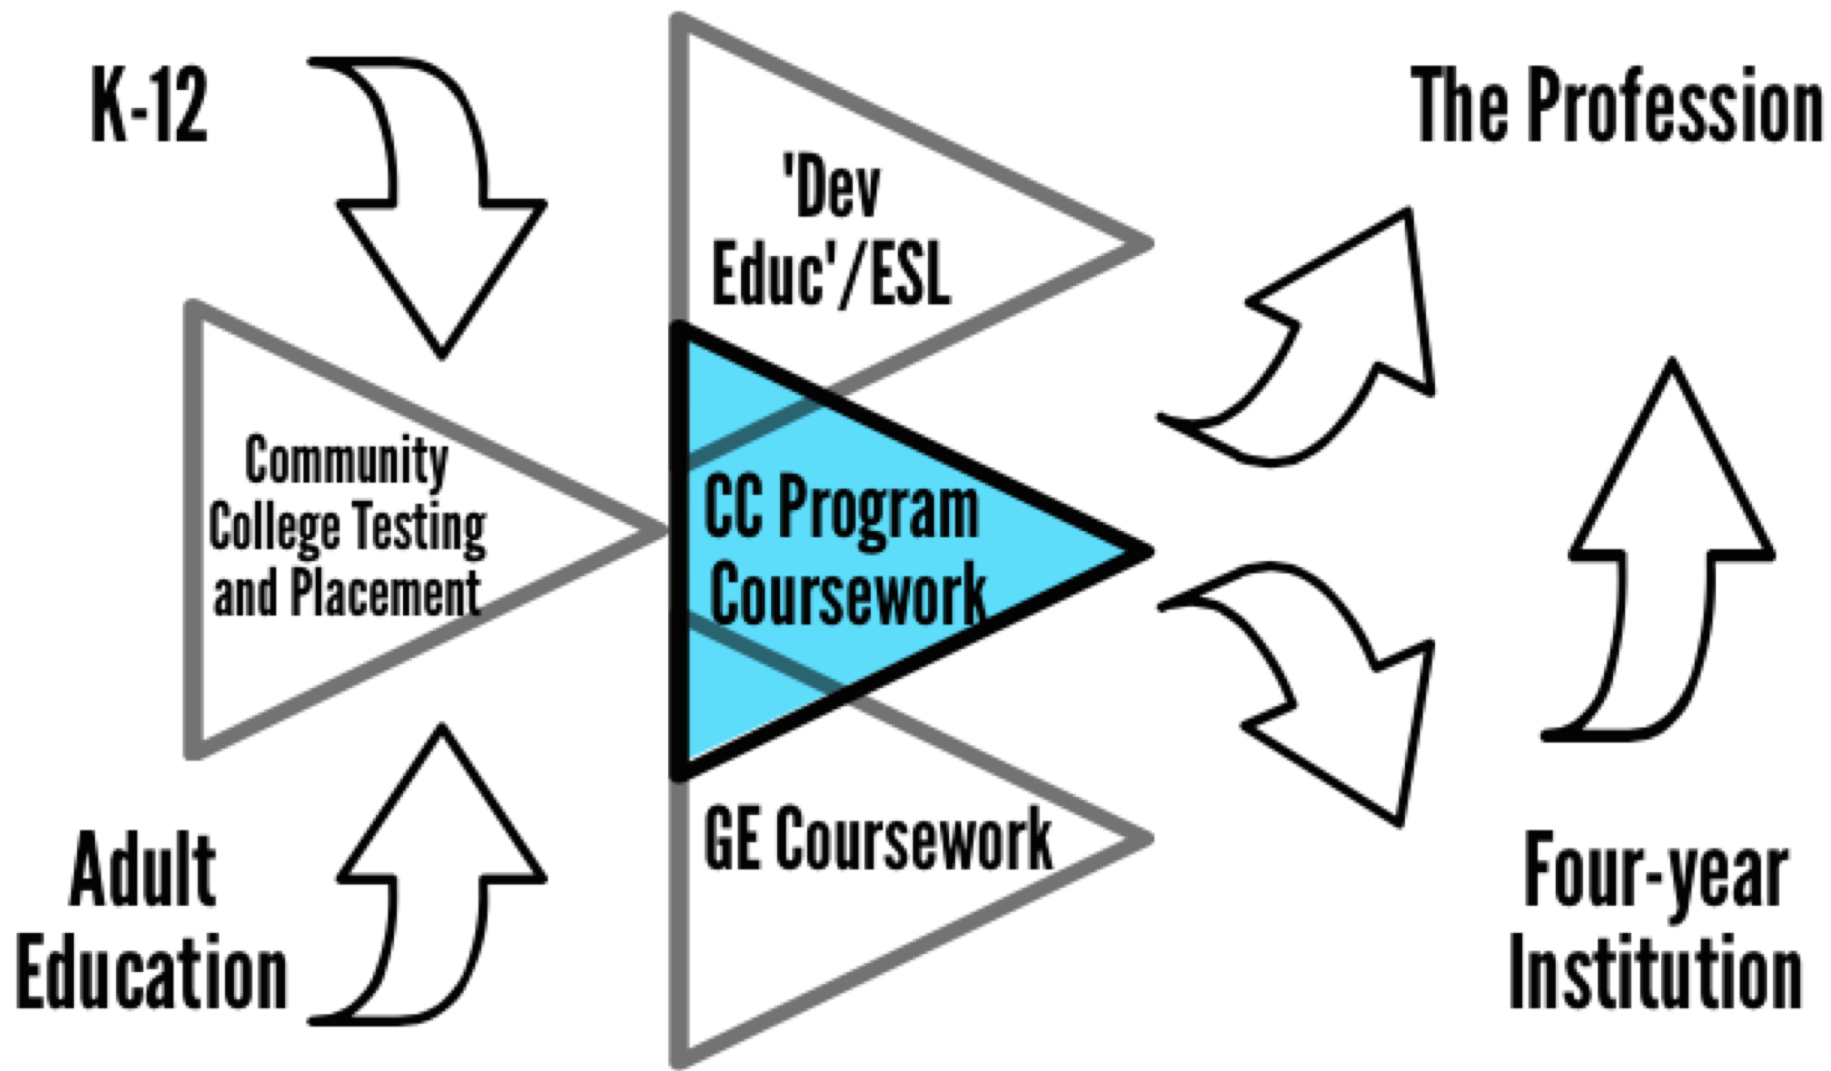 K-12
The Profession
'Dev
Educ'/ESL
Community
College Testing
and Placement
CC Program
Coursework
GE Coursework
Adult
Education
Four-year
Institution